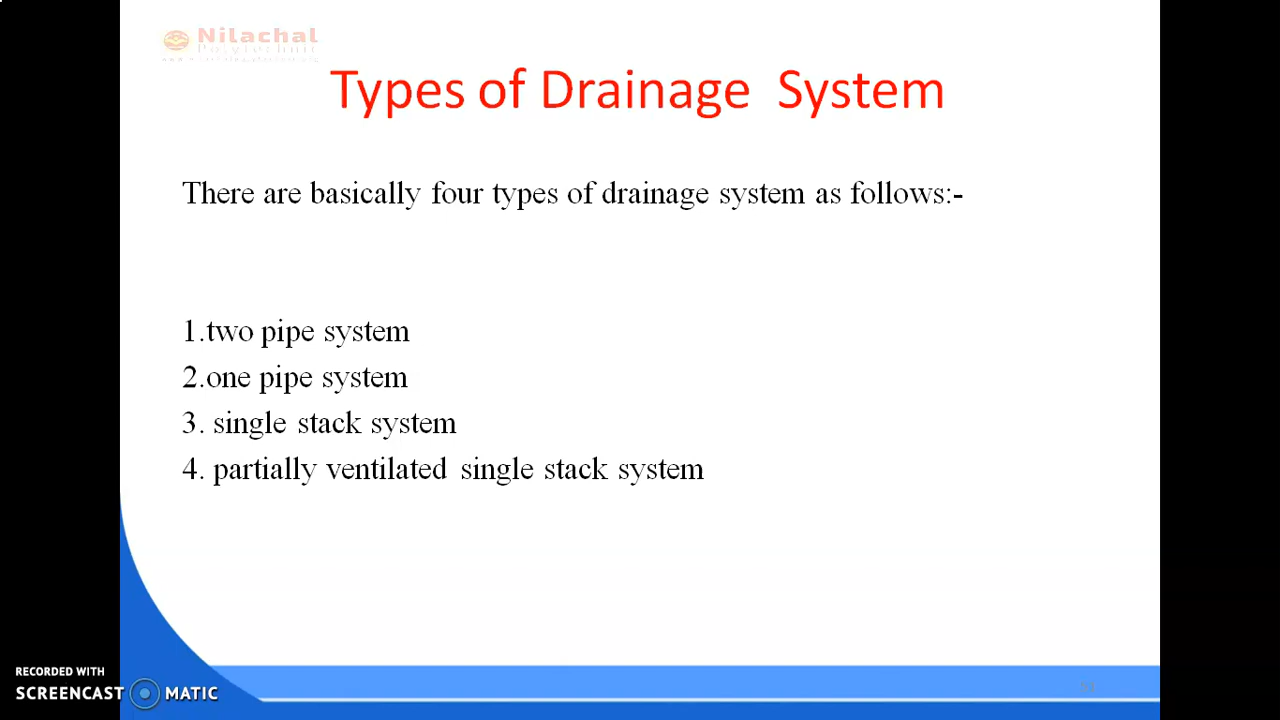 Nilachal
Polytechnic
Types of Drainage System
There are basically four types of drainage system as follows:-
1.two pipe system
2.one pipe system
3. single stack system
4. partially ventilated single stack system
RECORDED WITH
SCREENCAST MATIC